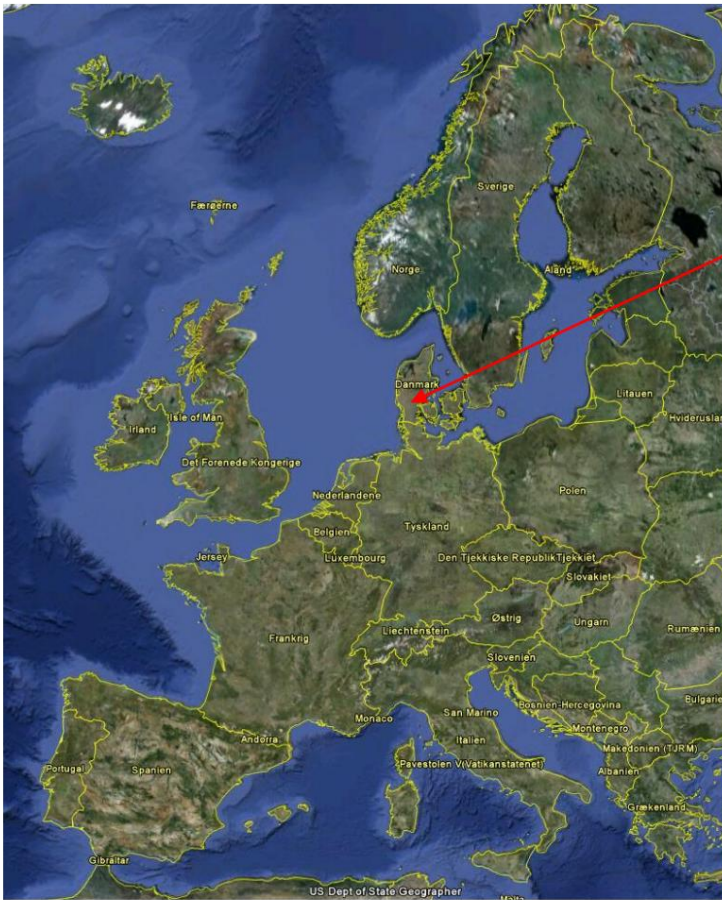 Sverige
Færøerne
Norge
Åland
Danmark
Litauen
Isle of Man
Irland
Hvideruslan
Det Forenede Kongerige
Nederlandene
Polen
Tyskland
Belgien
Jersey
Luxembourg
Den Tjekkiske RepublikTjekkiet
Slovakiet
Østrig
Ungarn
Liechtenstein
Rumænien
Frankrig
Slovenien
Bulgarie
Bosnien-Hercegovina
San Marino
Monaco
Montenegro
Andorra
Italien
Makedonien (TJRM)
Portugal
Spanien
Pavestolen V(Vatikanstatenet)
Albanien
Grækenland
Gibraltar
US Dept of State Geographer
Malta